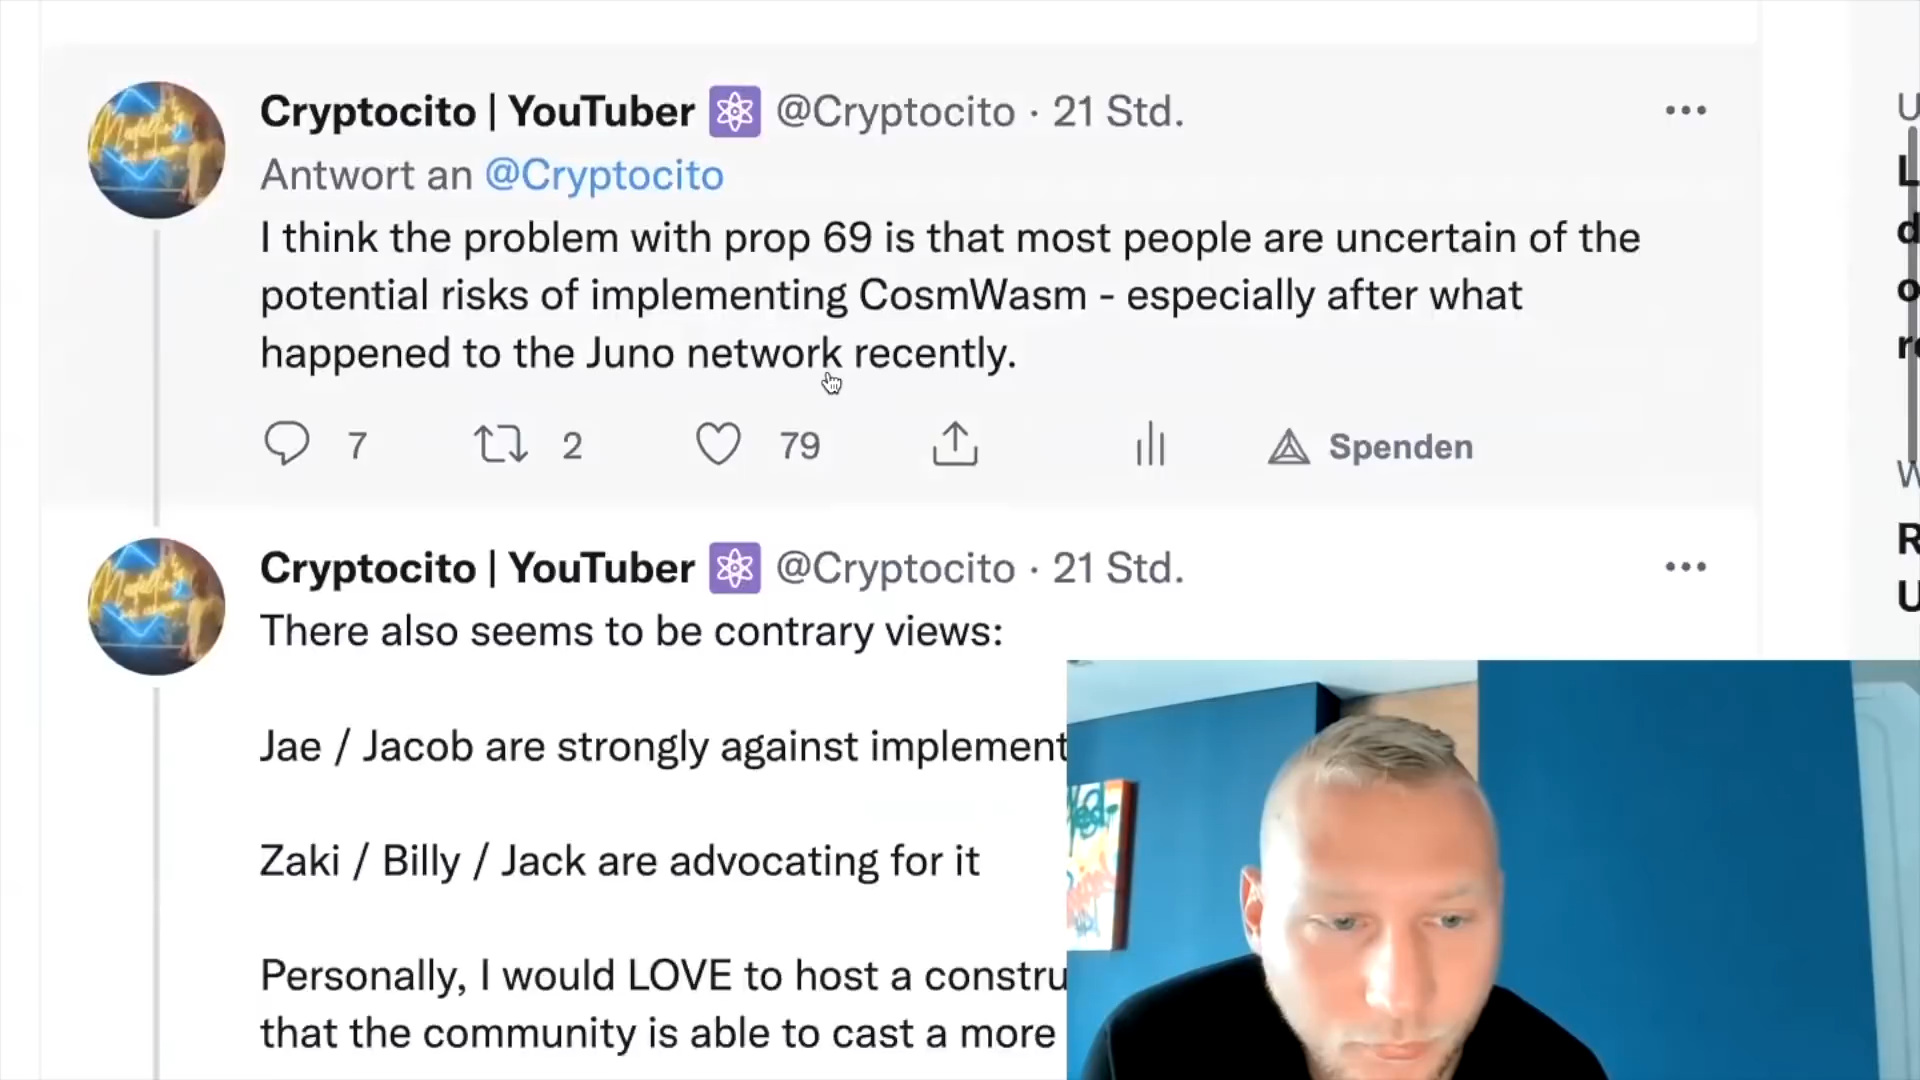 Cryptocito | YouTuber @Cryptocito · 21 Std.
Antwort an @Cryptocito
I think the problem with prop 69 is that most people are uncertain of the
potential risks of implementing CosmWasm - especially after what
happened to the Juno network recently.
7 2 79 Spenden
Cryptocito | YouTuber @Cryptocito · 21 Std.
There also seems to be contrary views:
Jae / Jacob are strongly against implement
Zaki / Billy / Jack are advocating for it
Personally, I would LOVE to host a constru
that the community is able to cast a more